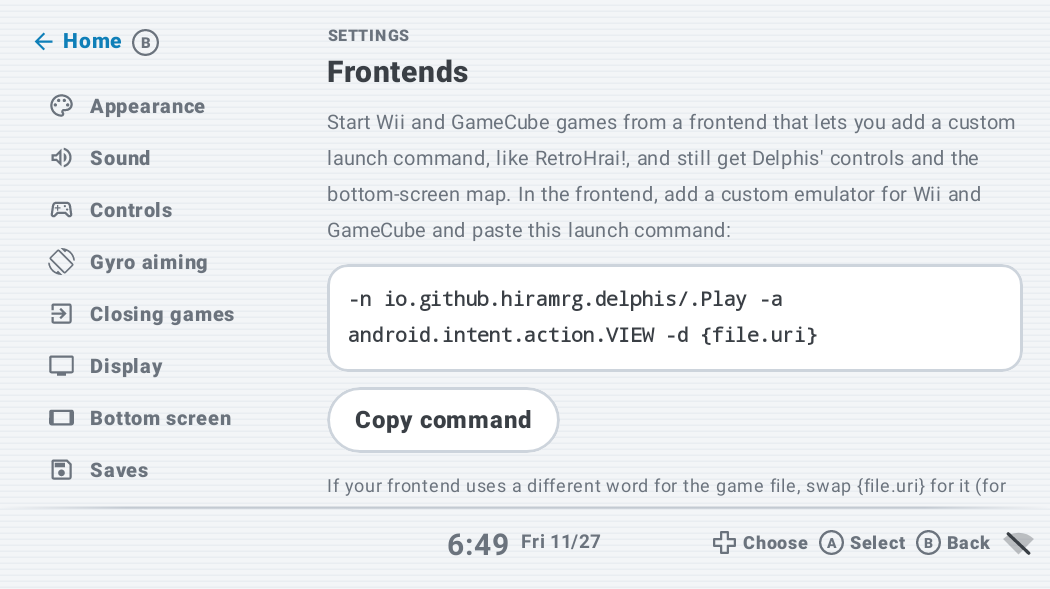 Home B
Appearance
Sound
Controls
Gyro aiming
Closing games
Display
Bottom screen
Saves
SETTINGS
Frontends
Start Wii and GameCube games from a frontend that lets you add a custom
launch command, like RetroHrai!, and still get Delphis' controls and the
bottom-screen map. In the frontend, add a custom emulator for Wii and
GameCube and paste this launch command:
-n io.github.hiramrg.delphis/.Play -a
android.intent.action.VIEW -d {file.uri}
Copy command
If your frontend uses a different word for the game file, swap {file.uri} for it (for
6:49 Fri 11/27
Choose A Select B Back